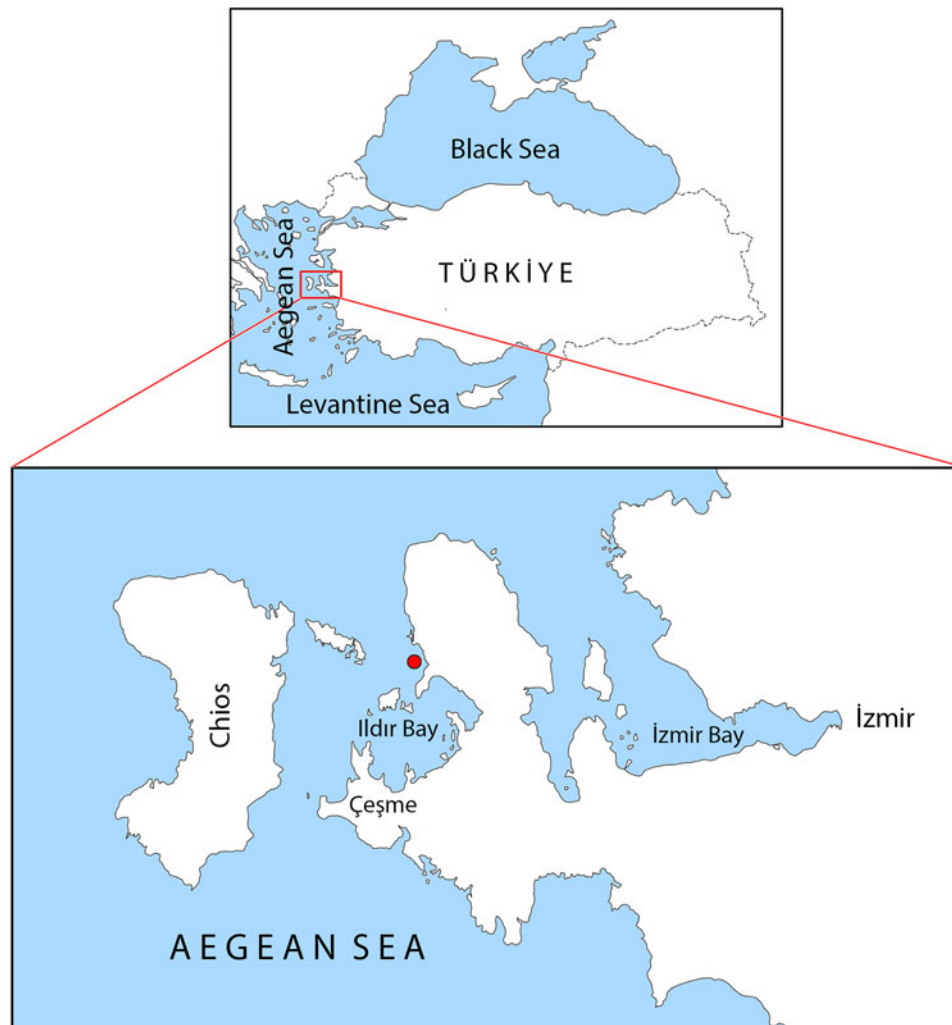 Black Sea
Aegean Sea
TÜRKİYE
Levantine Sea
Chios
Ildır Bay
İzmir Bay
İzmir
Çeşme
AEGEAN SEA